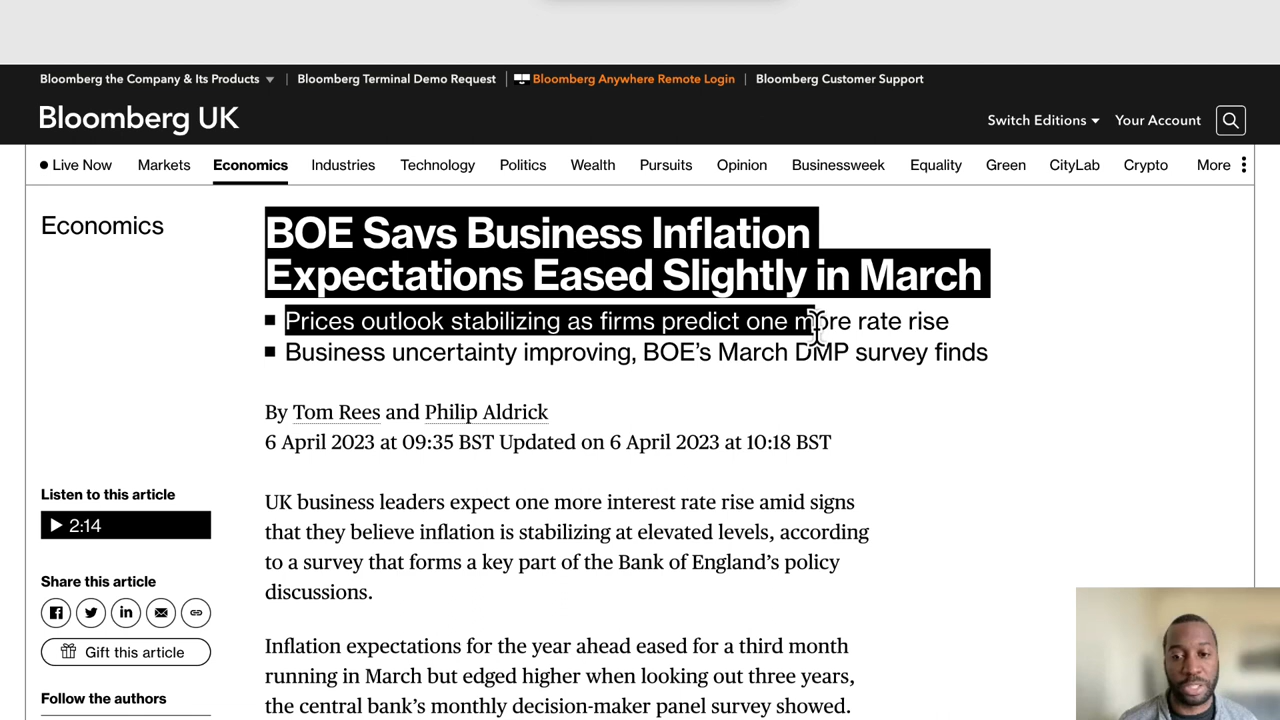 Bloomberg the Company & Its Products
Bloomberg Terminal Demo Request
Bloomberg Anywhere Remote Login
Bloomberg Customer Support
Bloomberg UK
Switch Editions
Your Account
Live Now
Markets
Economics
Industries
Technology
Politics
Wealth
Pursuits
Opinion
Businessweek
Equality
Green
CityLab
Crypto
More
Economics
BOE Says Business Inflation
Expectations Eased Slightly in March
Prices outlook stabilizing as firms predict one more rate rise
Business uncertainty improving, BOE’s March DMP survey finds
By Tom Rees and Philip Aldrick
6 April 2023 at 09:35 BST Updated on 6 April 2023 at 10:18 BST
Listen to this article
2:14
Share this article
Gift this article
Follow the authors
UK business leaders expect one more interest rate rise amid signs
that they believe inflation is stabilizing at elevated levels, according
to a survey that forms a key part of the Bank of England’s policy
discussions.
Inflation expectations for the year ahead eased for a third month
running in March but edged higher when looking out three years,
the central bank’s monthly decision-maker panel survey showed.